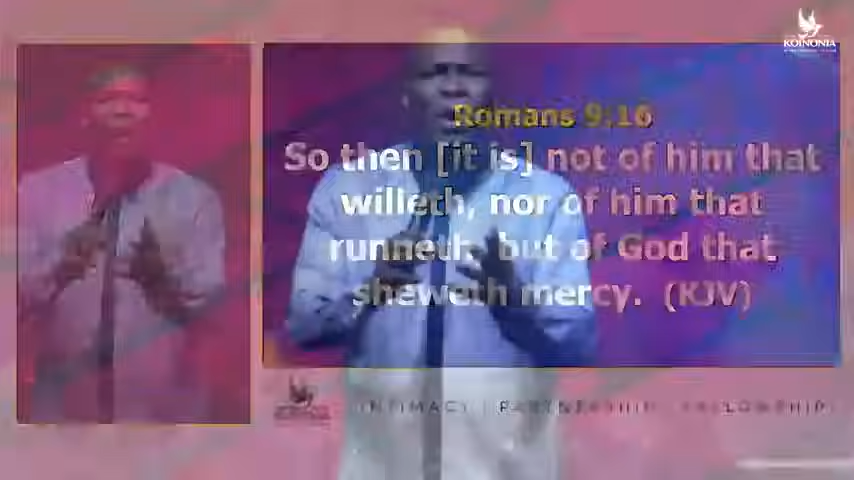 KOINONIA
Romans 9:16
So then [it is] not of him that
willeth, nor of him that
runneth, but of God that
sheweth mercy. (KJV)
KOINONIA
INTIMACY | PARTNERSHIP | FELLOWSHIP